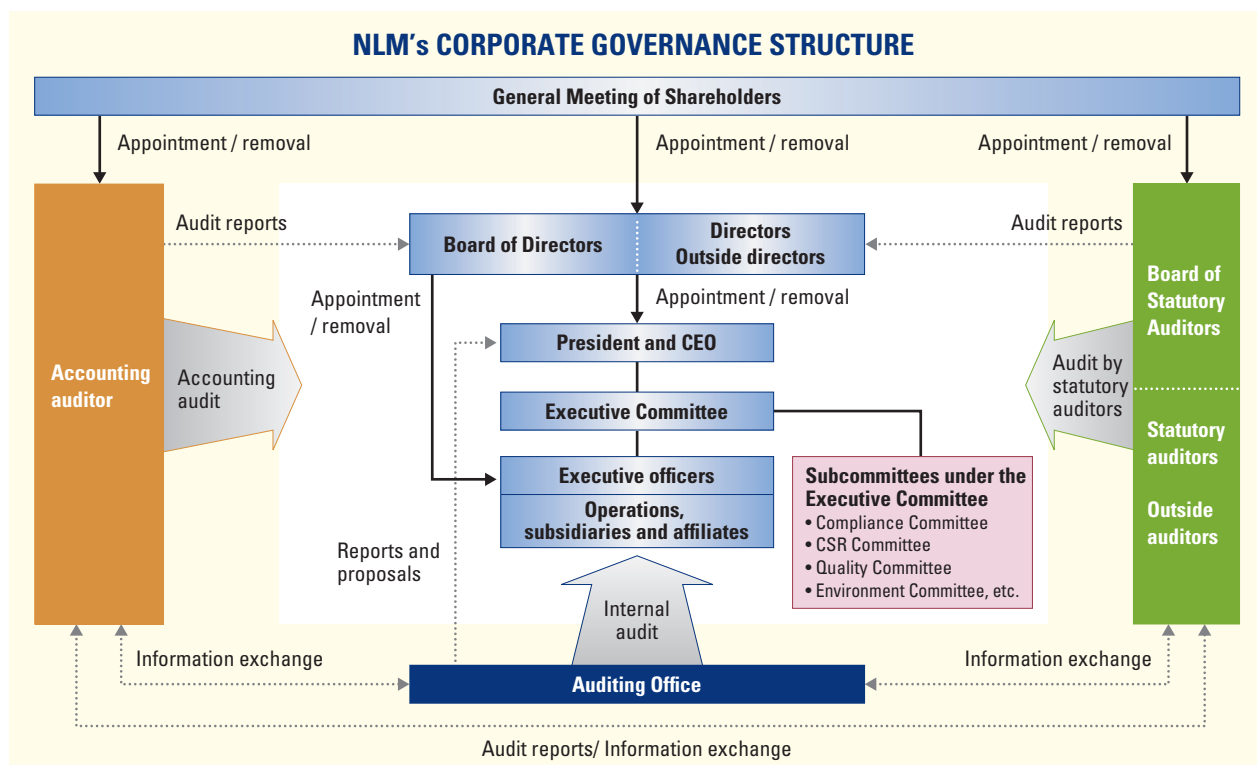 NLM's CORPORATE GOVERNANCE STRUCTURE
General Meeting of Shareholders
Appointment / removal
Appointment / removal
Appointment / removal
Audit reports
Board of Directors
Directors
Outside directors
Audit reports
Accounting
auditor
Accounting
audit
Appointment
/ removal
Appointment / removal
President and CEO
Executive Committee
Executive officers
Operations,
subsidiaries and affiliates
Subcommittees under the
Executive Committee
• Compliance Committee
• CSR Committee
• Quality Committee
• Environment Committee, etc.
Audit by
statutory
auditors
Board of
Statutory
Auditors
Statutory
auditors
Outside
auditors
Reports and
proposals
Internal
audit
Information exchange
Auditing Office
Information exchange
Audit reports/ Information exchange